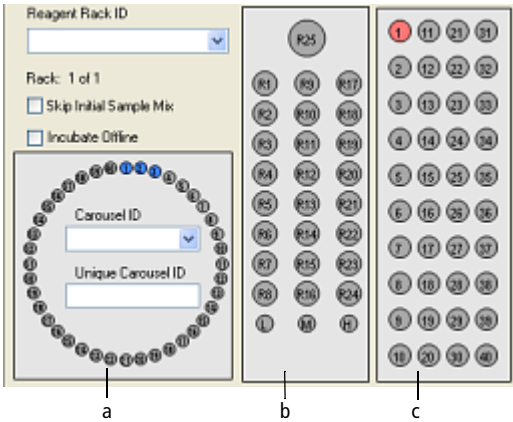 Reagent Rack ID
Rack: 1 of 1
Skip Initial Sample Mix
Incubate Offline
Carousel ID
Unique Carousel ID
R25
R1 R9 R17
R2 R10 R18
R3 R11 R19
R4 R12 R20
R5 R13 R21
R6 R14 R22
R7 R15 R23
R8 R16 R24
L M H
1 11 21 31
2 12 22 32
3 13 23 33
4 14 24 34
5 15 25 35
6 16 26 36
7 17 27 37
8 18 28 38
9 19 29 39
10 20 30 40
a b c